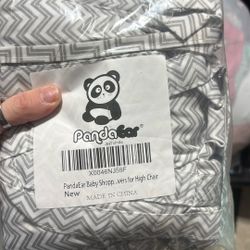 PandaEar®
X0046NJ55F
PandaEar Baby Shopp...vers for High Chair
New
MADE IN CHINA